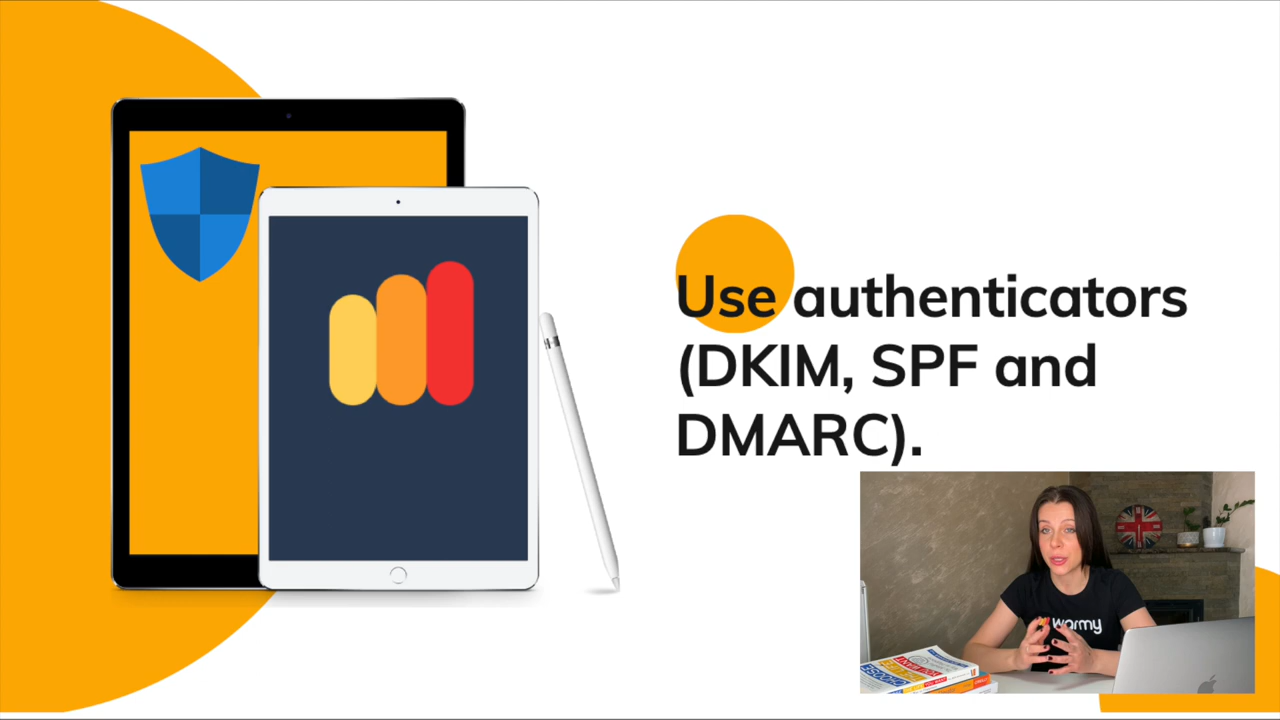 Use authenticators
(DKIM, SPF and
DMARC).
warmy